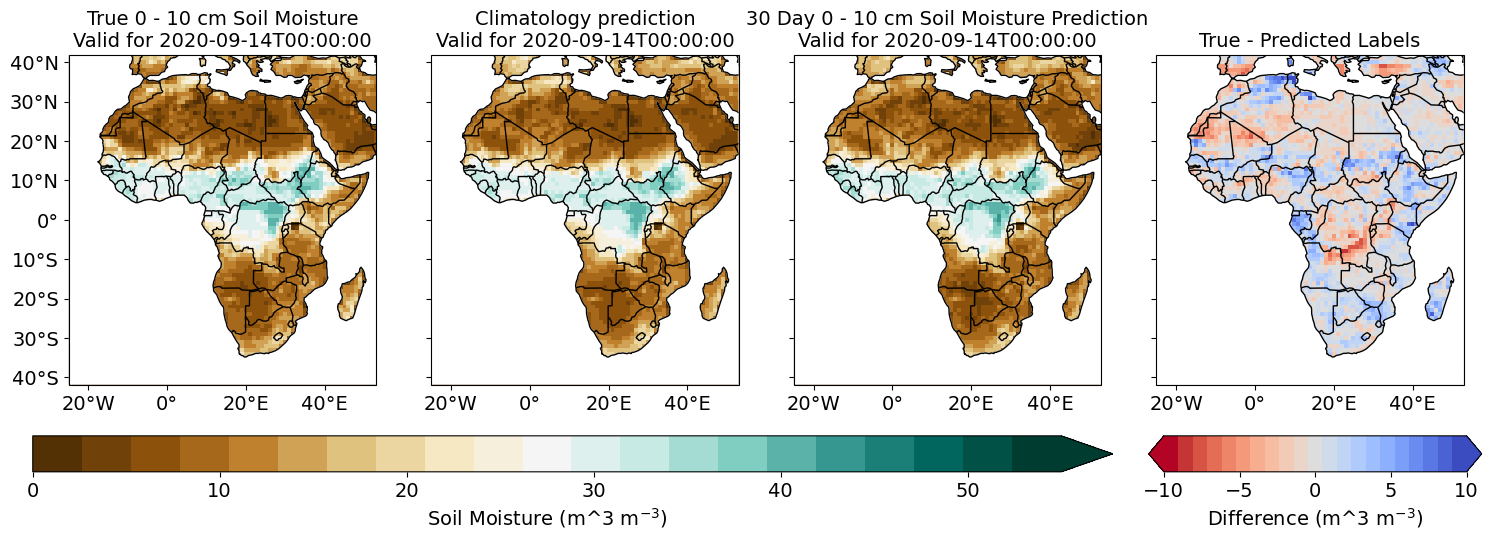 True 0 - 10 cm Soil Moisture
Valid for 2020-09-14T00:00:00
Climatology prediction
Valid for 2020-09-14T00:00:00
30 Day 0 - 10 cm Soil Moisture Prediction
Valid for 2020-09-14T00:00:00
True - Predicted Labels
40°N
30°N
20°N
10°N
0°
10°S
20°S
30°S
40°S
20°W 0° 20°E 40°E
20°W 0° 20°E 40°E
20°W 0° 20°E 40°E
20°W 0° 20°E 40°E
0 10 20 30 40 50
Soil Moisture (m^3 m⁻³)
−10 −5 0 5 10
Difference (m^3 m⁻³)